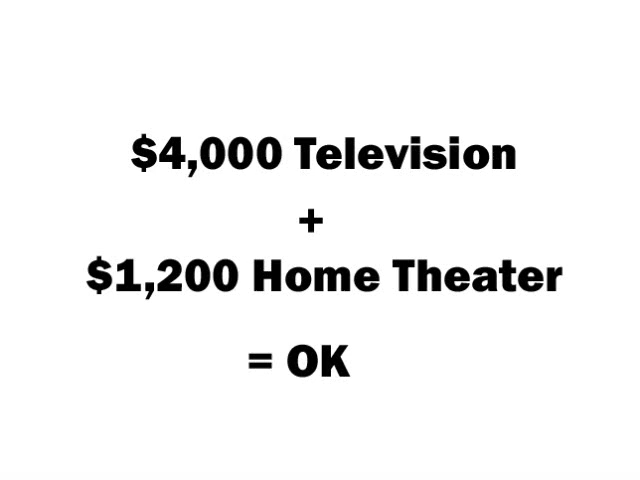 $4,000 Television
+
$1,200 Home Theater
= OK